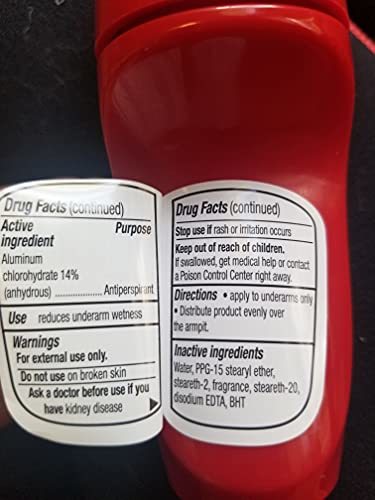 Drug Facts (continued)
Active Purpose
ingredient
Aluminum
chlorohydrate 14%
(anhydrous) .................... Antiperspirant
Use reduces underarm wetness
Warnings
For external use only.
Do not use on broken skin
Ask a doctor before use if you
have kidney disease
Drug Facts (continued)
Stop use if rash or irritation occurs
Keep out of reach of children.
If swallowed, get medical help or contact
a Poison Control Center right away.
Directions • apply to underarms only
• Distribute product evenly over
the armpit.
Inactive ingredients
Water, PPG-15 stearyl ether,
steareth-2, fragrance, steareth-20,
disodium EDTA, BHT